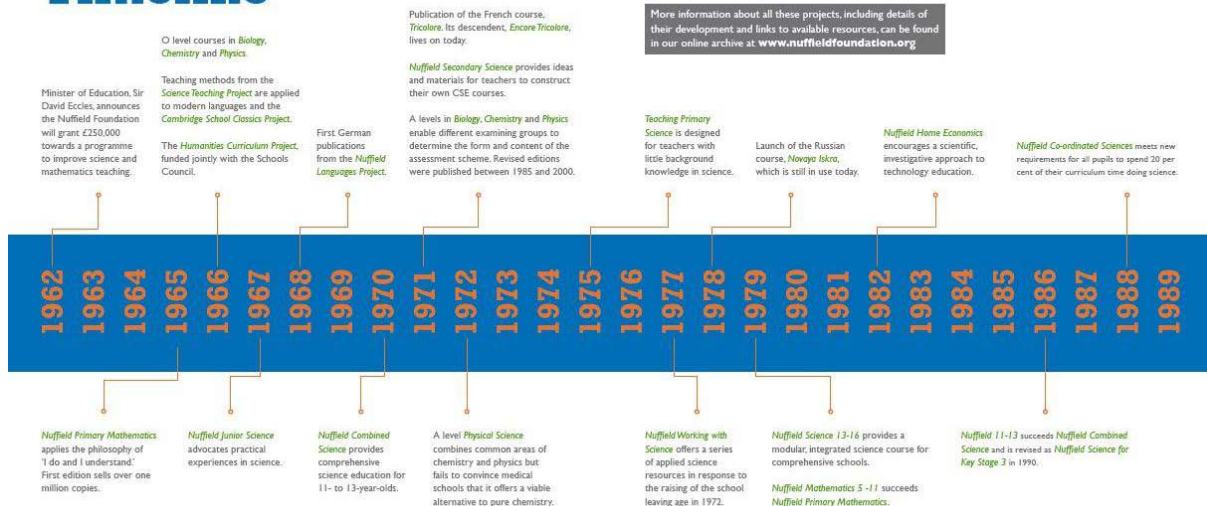 Publication of the French course,
Tricolore. Its descendent, Encore Tricolore,
lives on today.
Nuffield Secondary Science provides ideas
and materials for teachers to construct
their own CSE courses.
A levels in Biology, Chemistry and Physics
enable different examining groups to
determine the form and content of the
assessment scheme. Revised editions
were published between 1985 and 2000.
More information about all these projects, including details of
their development and links to available resources, can be found
in our online archive at www.nuffieldfoundation.org
O level courses in Biology,
Chemistry and Physics.
Teaching methods from the
Science Teaching Project are applied
to modern languages and the
Cambridge School Classics Project.
The Humanities Curriculum Project,
funded jointly with the Schools
Council.
Minister of Education, Sir
David Eccles, announces
the Nuffield Foundation
will grant £250,000
towards a programme
to improve science and
mathematics teaching.
First German
publications
from the Nuffield
Languages Project.
Teaching Primary
Science is designed
for teachers with
little background
knowledge in science.
Launch of the Russian
course, Novaya Iskra,
which is still in use today.
Nuffield Home Economics
encourages a scientific,
investigative approach to
technology education.
Nuffield Co-ordinated Sciences meets new
requirements for all pupils to spend 20 per
cent of their curriculum time doing science.
1962 1963 1964 1965 1966 1967 1968 1969 1970 1971 1972 1973 1974 1975 1976 1977 1978 1979 1980 1981 1982 1983 1984 1985 1986 1987 1988 1989
Nuffield Primary Mathematics
applies the philosophy of
'I do and I understand.'
First edition sells over one
million copies.
Nuffield Junior Science
advocates practical
experiences in science.
Nuffield Combined
Science provides
comprehensive
science education for
11- to 13-year-olds.
A level Physical Science
combines common areas of
chemistry and physics but
fails to convince medical
schools that it offers a viable
alternative to pure chemistry.
Nuffield Working with
Science offers a series
of applied science
resources in response to
the raising of the school
leaving age in 1972.
Nuffield Science 13-16 provides a
modular, integrated science course for
comprehensive schools.
Nuffield Mathematics 5 -11 succeeds
Nuffield Primary Mathematics.
Nuffield 11-13 succeeds Nuffield Combined
Science and is revised as Nuffield Science for
Key Stage 3 in 1990.